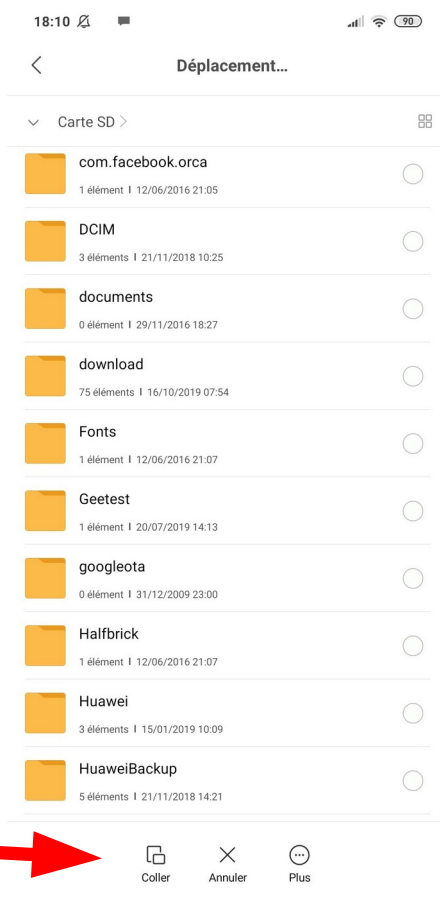 18:10
90
Déplacement...
Carte SD
com.facebook.orca
1 élément I 12/06/2016 21:05
DCIM
3 éléments I 21/11/2018 10:25
documents
0 élément I 29/11/2016 18:27
download
75 éléments I 16/10/2019 07:54
Fonts
1 élément I 12/06/2016 21:07
Geetest
1 élément I 20/07/2019 14:13
googleota
0 élément I 31/12/2009 23:00
Halfbrick
1 élément I 12/06/2016 21:07
Huawei
3 éléments I 15/01/2019 10:09
HuaweiBackup
5 éléments I 21/11/2018 14:21
Coller Annuler Plus